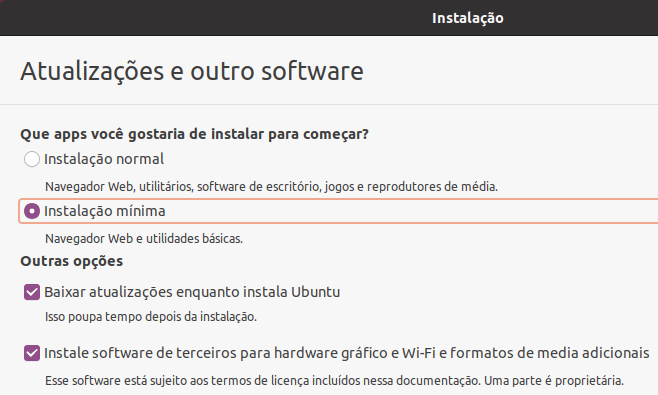 Instalação
Atualizações e outro software
Que apps você gostaria de instalar para começar?
Instalação normal
Navegador Web, utilitários, software de escritório, jogos e reprodutores de média.
Instalação mínima
Navegador Web e utilidades básicas.
Outras opções
Baixar atualizações enquanto instala Ubuntu
Isso poupa tempo depois da instalação.
Instale software de terceiros para hardware gráfico e Wi-Fi e formatos de media adicionais
Esse software está sujeito aos termos de licença incluídos nessa documentação. Uma parte é proprietária.